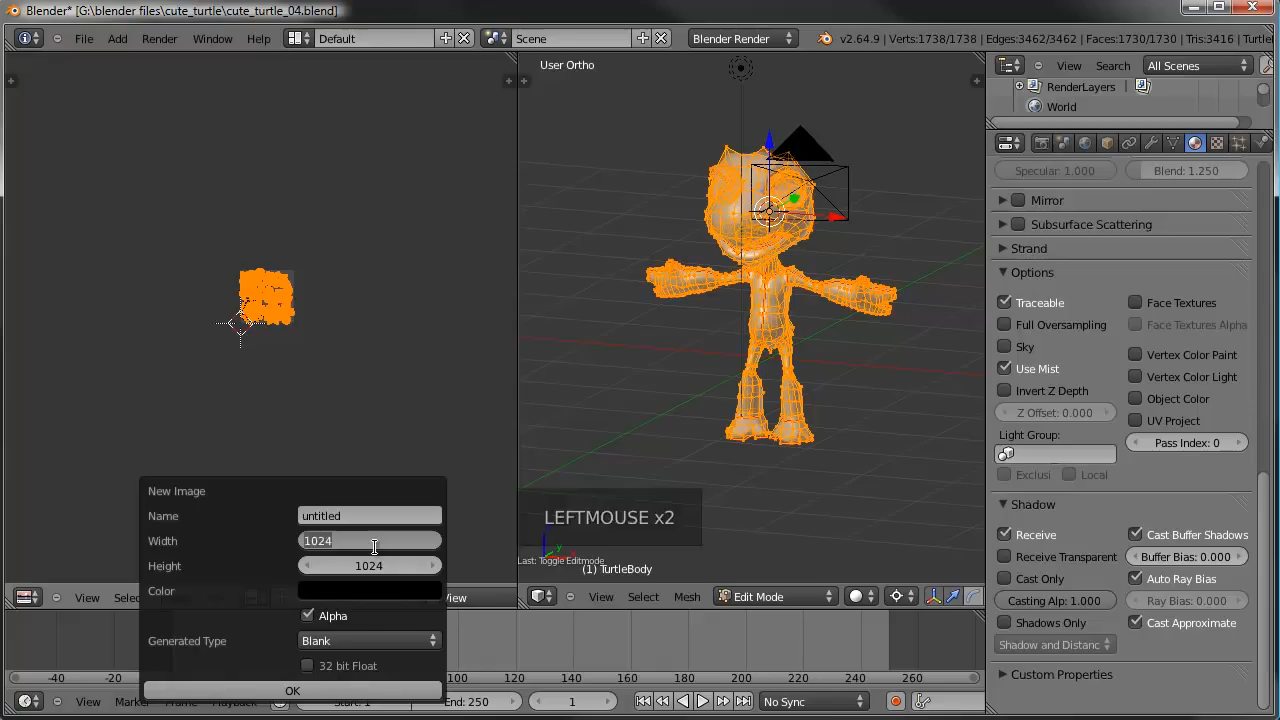 Blender* [G:\blender files\cute_turtle\cute_turtle_04.blend]
File Add Render Window Help Default Scene Blender Render v2.64.9 | Verts:1738/1738 | Edges:3462/3462 | Faces:1730/1730 | Tris:3416 | Turtle
User Ortho
View Search All Scenes
RenderLayers
World
Specular: 1.000 Blend: 1.250
Mirror
Subsurface Scattering
Strand
Options
Traceable Face Textures
Full Oversampling Face Textures Alpha
Sky Vertex Color Paint
Use Mist Vertex Color Light
Invert Z Depth Object Color
Z Offset: 0.000 UV Project
Light Group: Pass Index: 0
Exclusi Local
Shadow
Receive Cast Buffer Shadows
Receive Transparent Buffer Bias: 0.000
Cast Only Auto Ray Bias
Casting Alp: 1.000 Ray Bias: 0.000
Shadows Only Cast Approximate
Shadow and Distanc
Custom Properties
New Image
Name untitled
Width 1024
Height 1024
Color
Alpha
Generated Type Blank
32 bit Float
OK
LEFTMOUSE x2
Last: Toggle Editmode
(1) TurtleBody
View Selec View
View Select Mesh Edit Mode
-40 -20 100 120 140 160 180 200 220 240 260
View Marke Frame Playback Start: 1 End: 250 1 No Sync